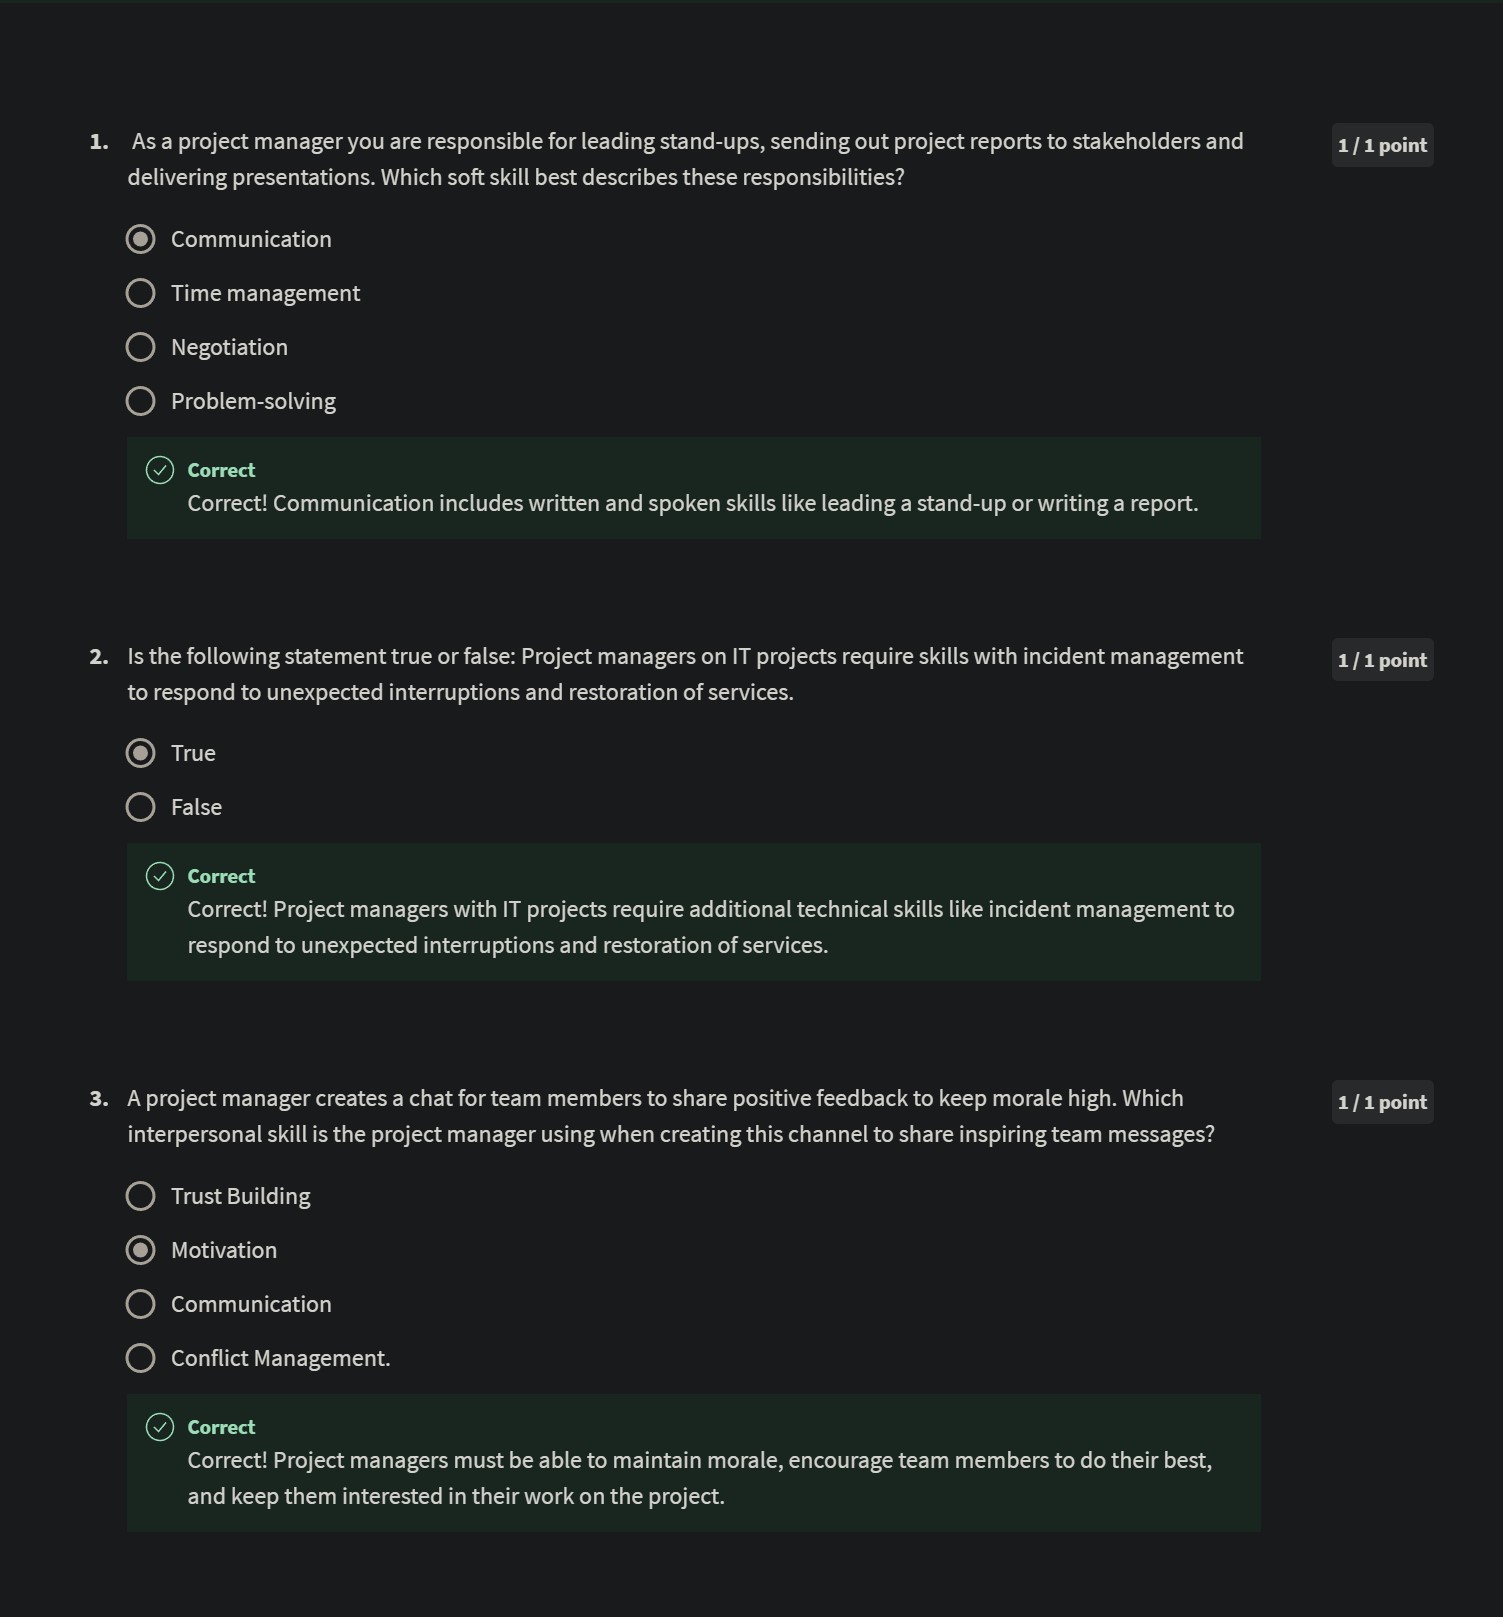 1. As a project manager you are responsible for leading stand-ups, sending out project reports to stakeholders and
delivering presentations. Which soft skill best describes these responsibilities?
1 / 1 point
Communication
Time management
Negotiation
Problem-solving
Correct
Correct! Communication includes written and spoken skills like leading a stand-up or writing a report.
2. Is the following statement true or false: Project managers on IT projects require skills with incident management
to respond to unexpected interruptions and restoration of services.
1 / 1 point
True
False
Correct
Correct! Project managers with IT projects require additional technical skills like incident management to
respond to unexpected interruptions and restoration of services.
3. A project manager creates a chat for team members to share positive feedback to keep morale high. Which
interpersonal skill is the project manager using when creating this channel to share inspiring team messages?
1 / 1 point
Trust Building
Motivation
Communication
Conflict Management.
Correct
Correct! Project managers must be able to maintain morale, encourage team members to do their best,
and keep them interested in their work on the project.